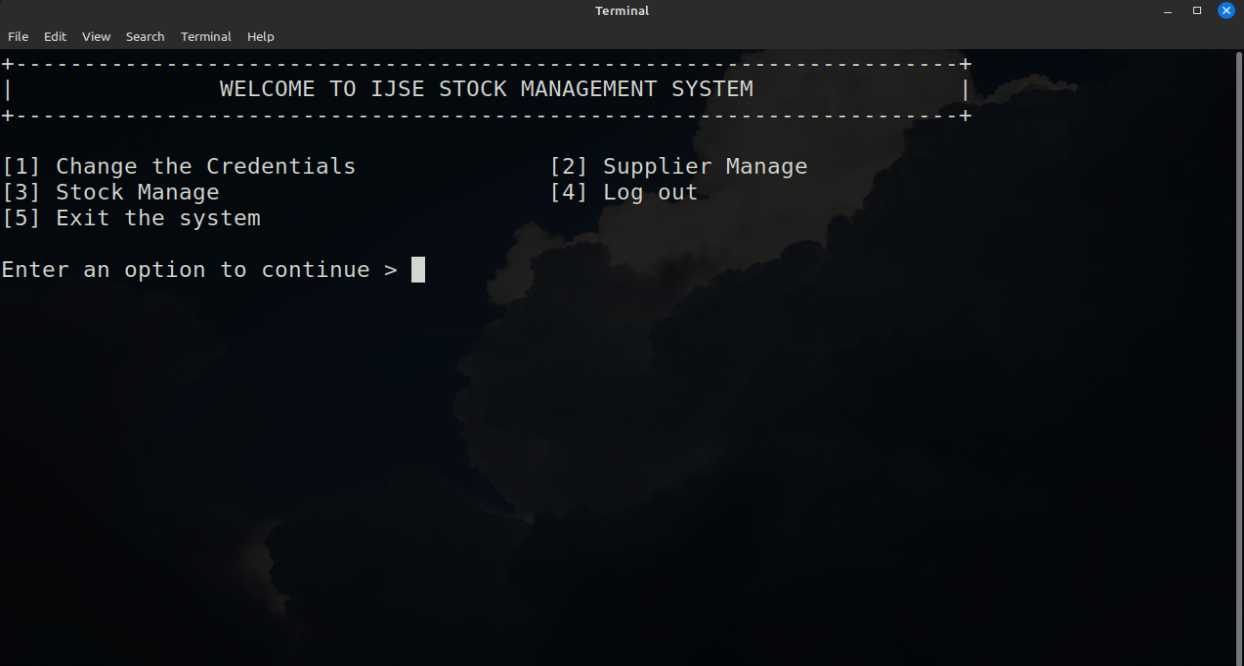 Terminal
File Edit View Search Terminal Help
+---------------------------------------------------------------------+
| WELCOME TO IJSE STOCK MANAGEMENT SYSTEM |
+---------------------------------------------------------------------+
[1] Change the Credentials [2] Supplier Manage
[3] Stock Manage [4] Log out
[5] Exit the system
Enter an option to continue >